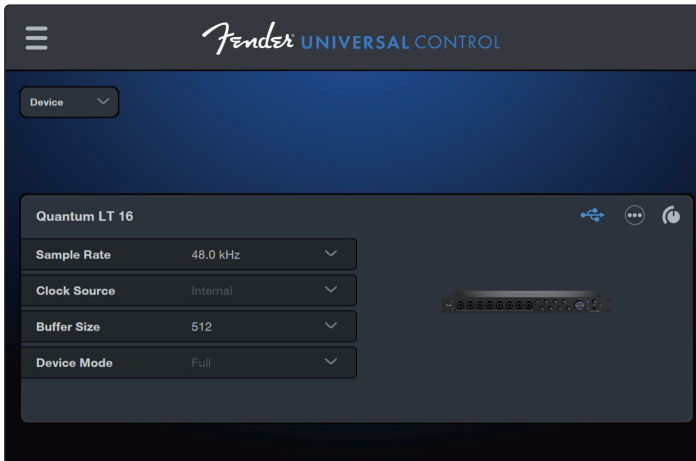 Fender UNIVERSAL CONTROL
Device
Quantum LT 16
Sample Rate 48.0 kHz
Clock Source Internal
Buffer Size 512
Device Mode Full